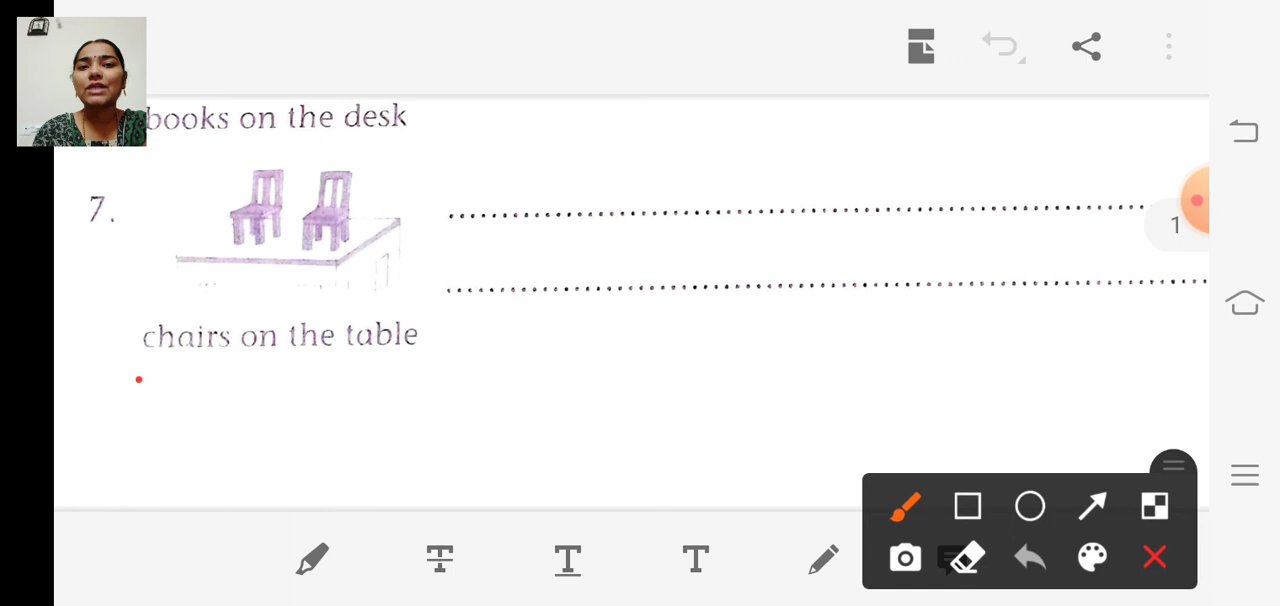 books on the desk
7.
1
chairs on the table